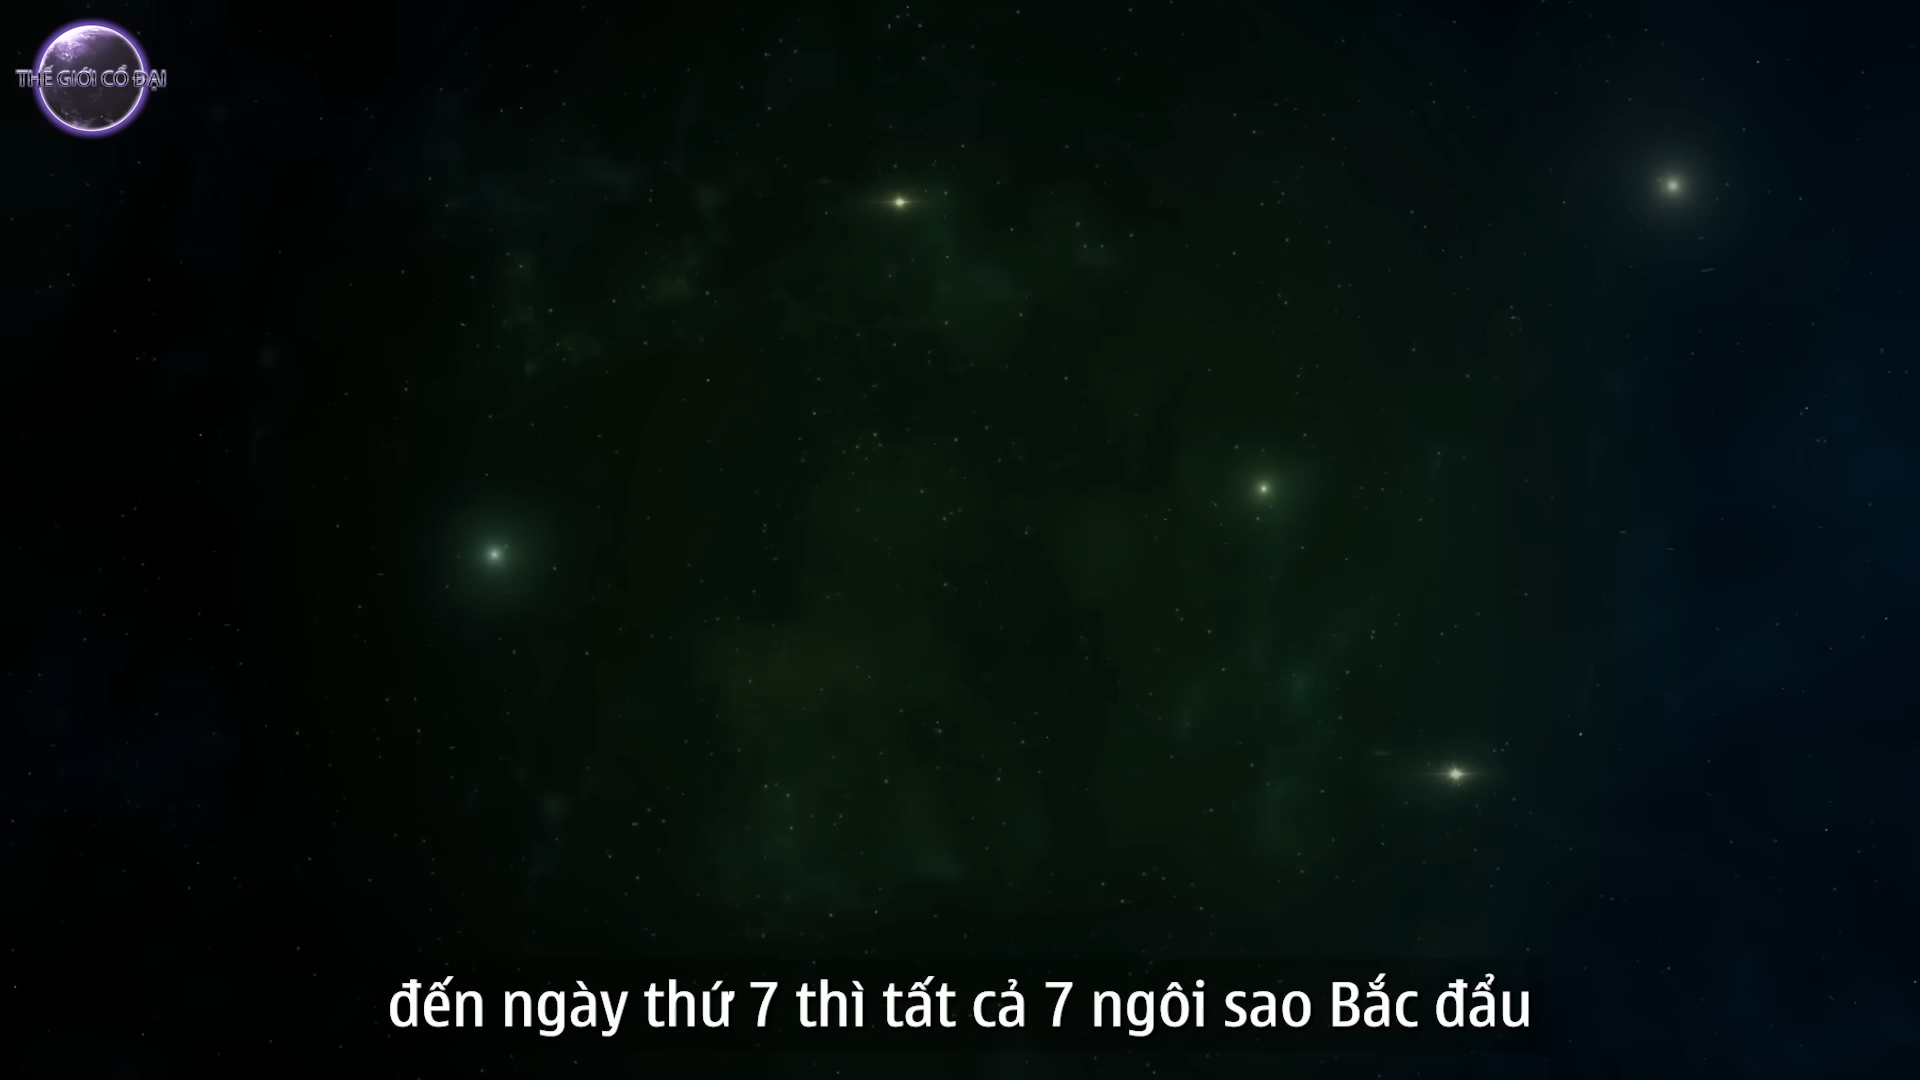 THẾ GIỚI CỔ ĐẠI
đến ngày thứ 7 thì tất cả 7 ngôi sao Bắc đẩu